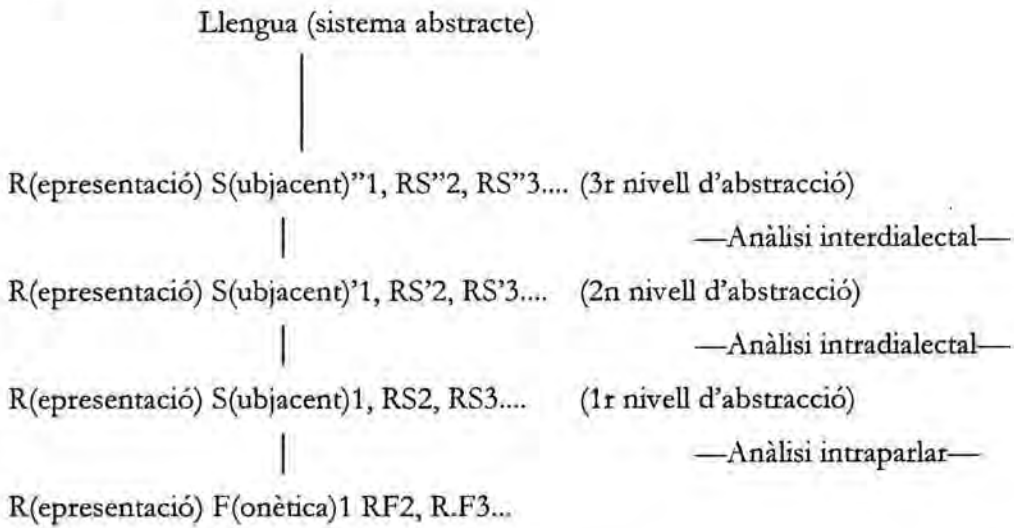 Llengua (sistema abstracte)
R(epresentació) S(ubjacent)”1, RS”2, RS”3.... (3r nivell d’abstracció)
—Anàlisi interdialectal—
R(epresentació) S(ubjacent)’1, RS’2, RS’3.... (2n nivell d’abstracció)
—Anàlisi intradialectal—
R(epresentació) S(ubjacent)1, RS2, RS3.... (1r nivell d’abstracció)
—Anàlisi intraparlar—
R(epresentació) F(onètica)1 RF2, R.F3...